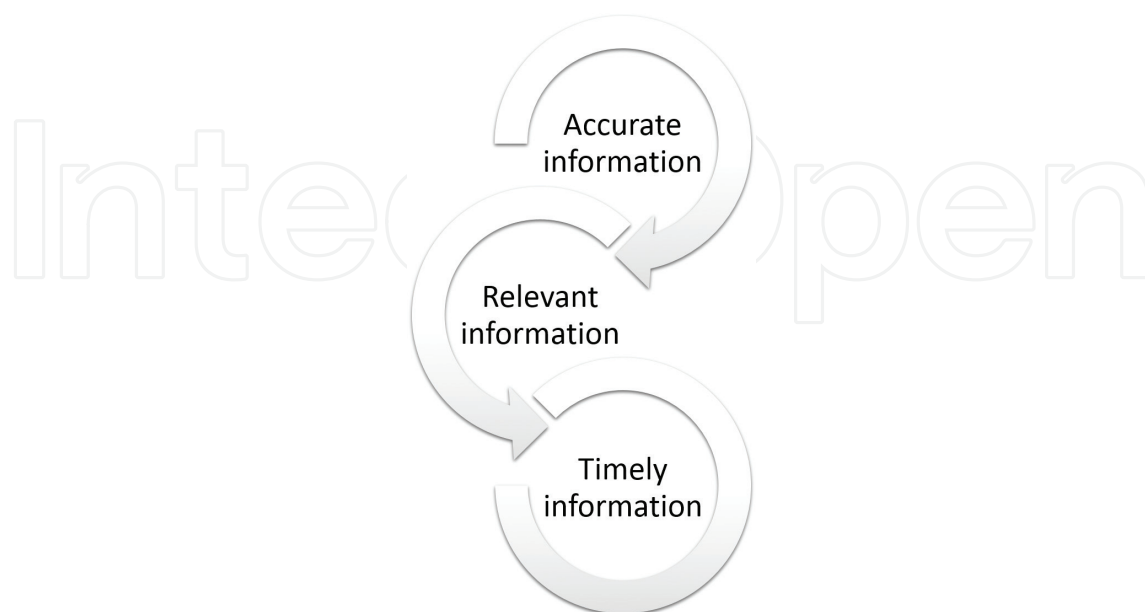 Accurate
information
Relevant
information
Timely
information